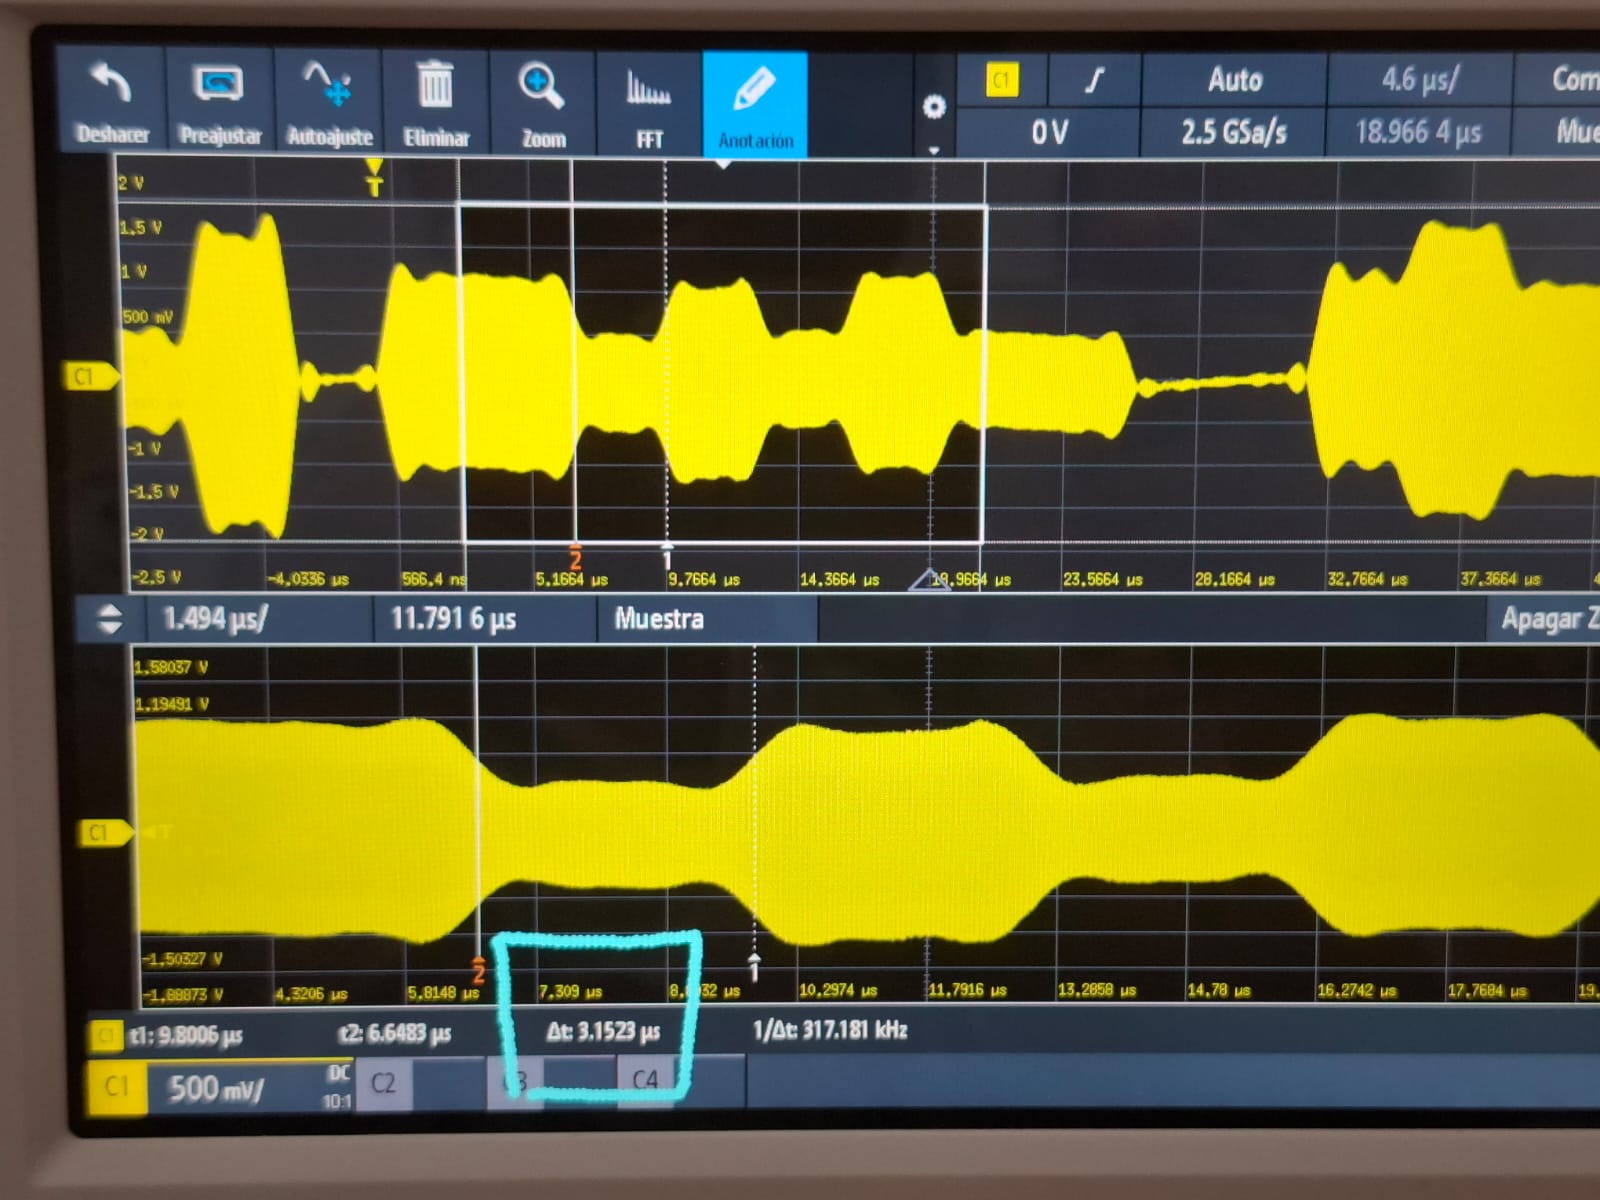 Deshacer Preajustar Autoajuste Eliminar Zoom FFT Anotación
C1 Auto 4.6 µs/ Com
0 V 2.5 GSa/s 18.966 4 µs Mue
T
2 V
1.5 V
1 V
500 mV
C1
-1 V
-1.5 V
-2 V
2 1
-2.5 V -4.0336 µs 566.4 ns 5.1664 µs 9.7664 µs 14.3664 µs 18.9664 µs 23.5664 µs 28.1664 µs 32.7664 µs 37.3664 µs 4
1.494 µs/ 11.791 6 µs Muestra Apagar Z
1.58037 V
1.19491 V
C1
-1.50327 V
2 1
-1.88873 V 4.3206 µs 5.8148 µs 7.309 µs 8.8032 µs 10.2974 µs 11.7916 µs 13.2858 µs 14.78 µs 16.2742 µs 17.7684 µs 19.
C1 t1: 9.8006 µs t2: 6.6483 µs Δt: 3.1523 µs 1/Δt: 317.181 kHz
C1 500 mV/ DC C2 C3 C4
10:1